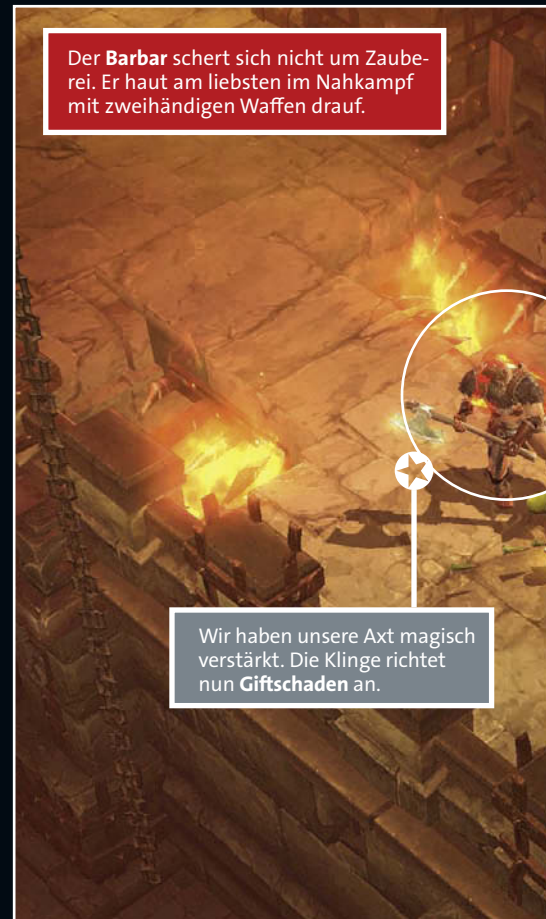 Der Barbar schert sich nicht um Zaube-
rei. Er haut am liebsten im Nahkampf
mit zweihändigen Waffen drauf.
Wir haben unsere Axt magisch
verstärkt. Die Klinge richtet
nun Giftschaden an.